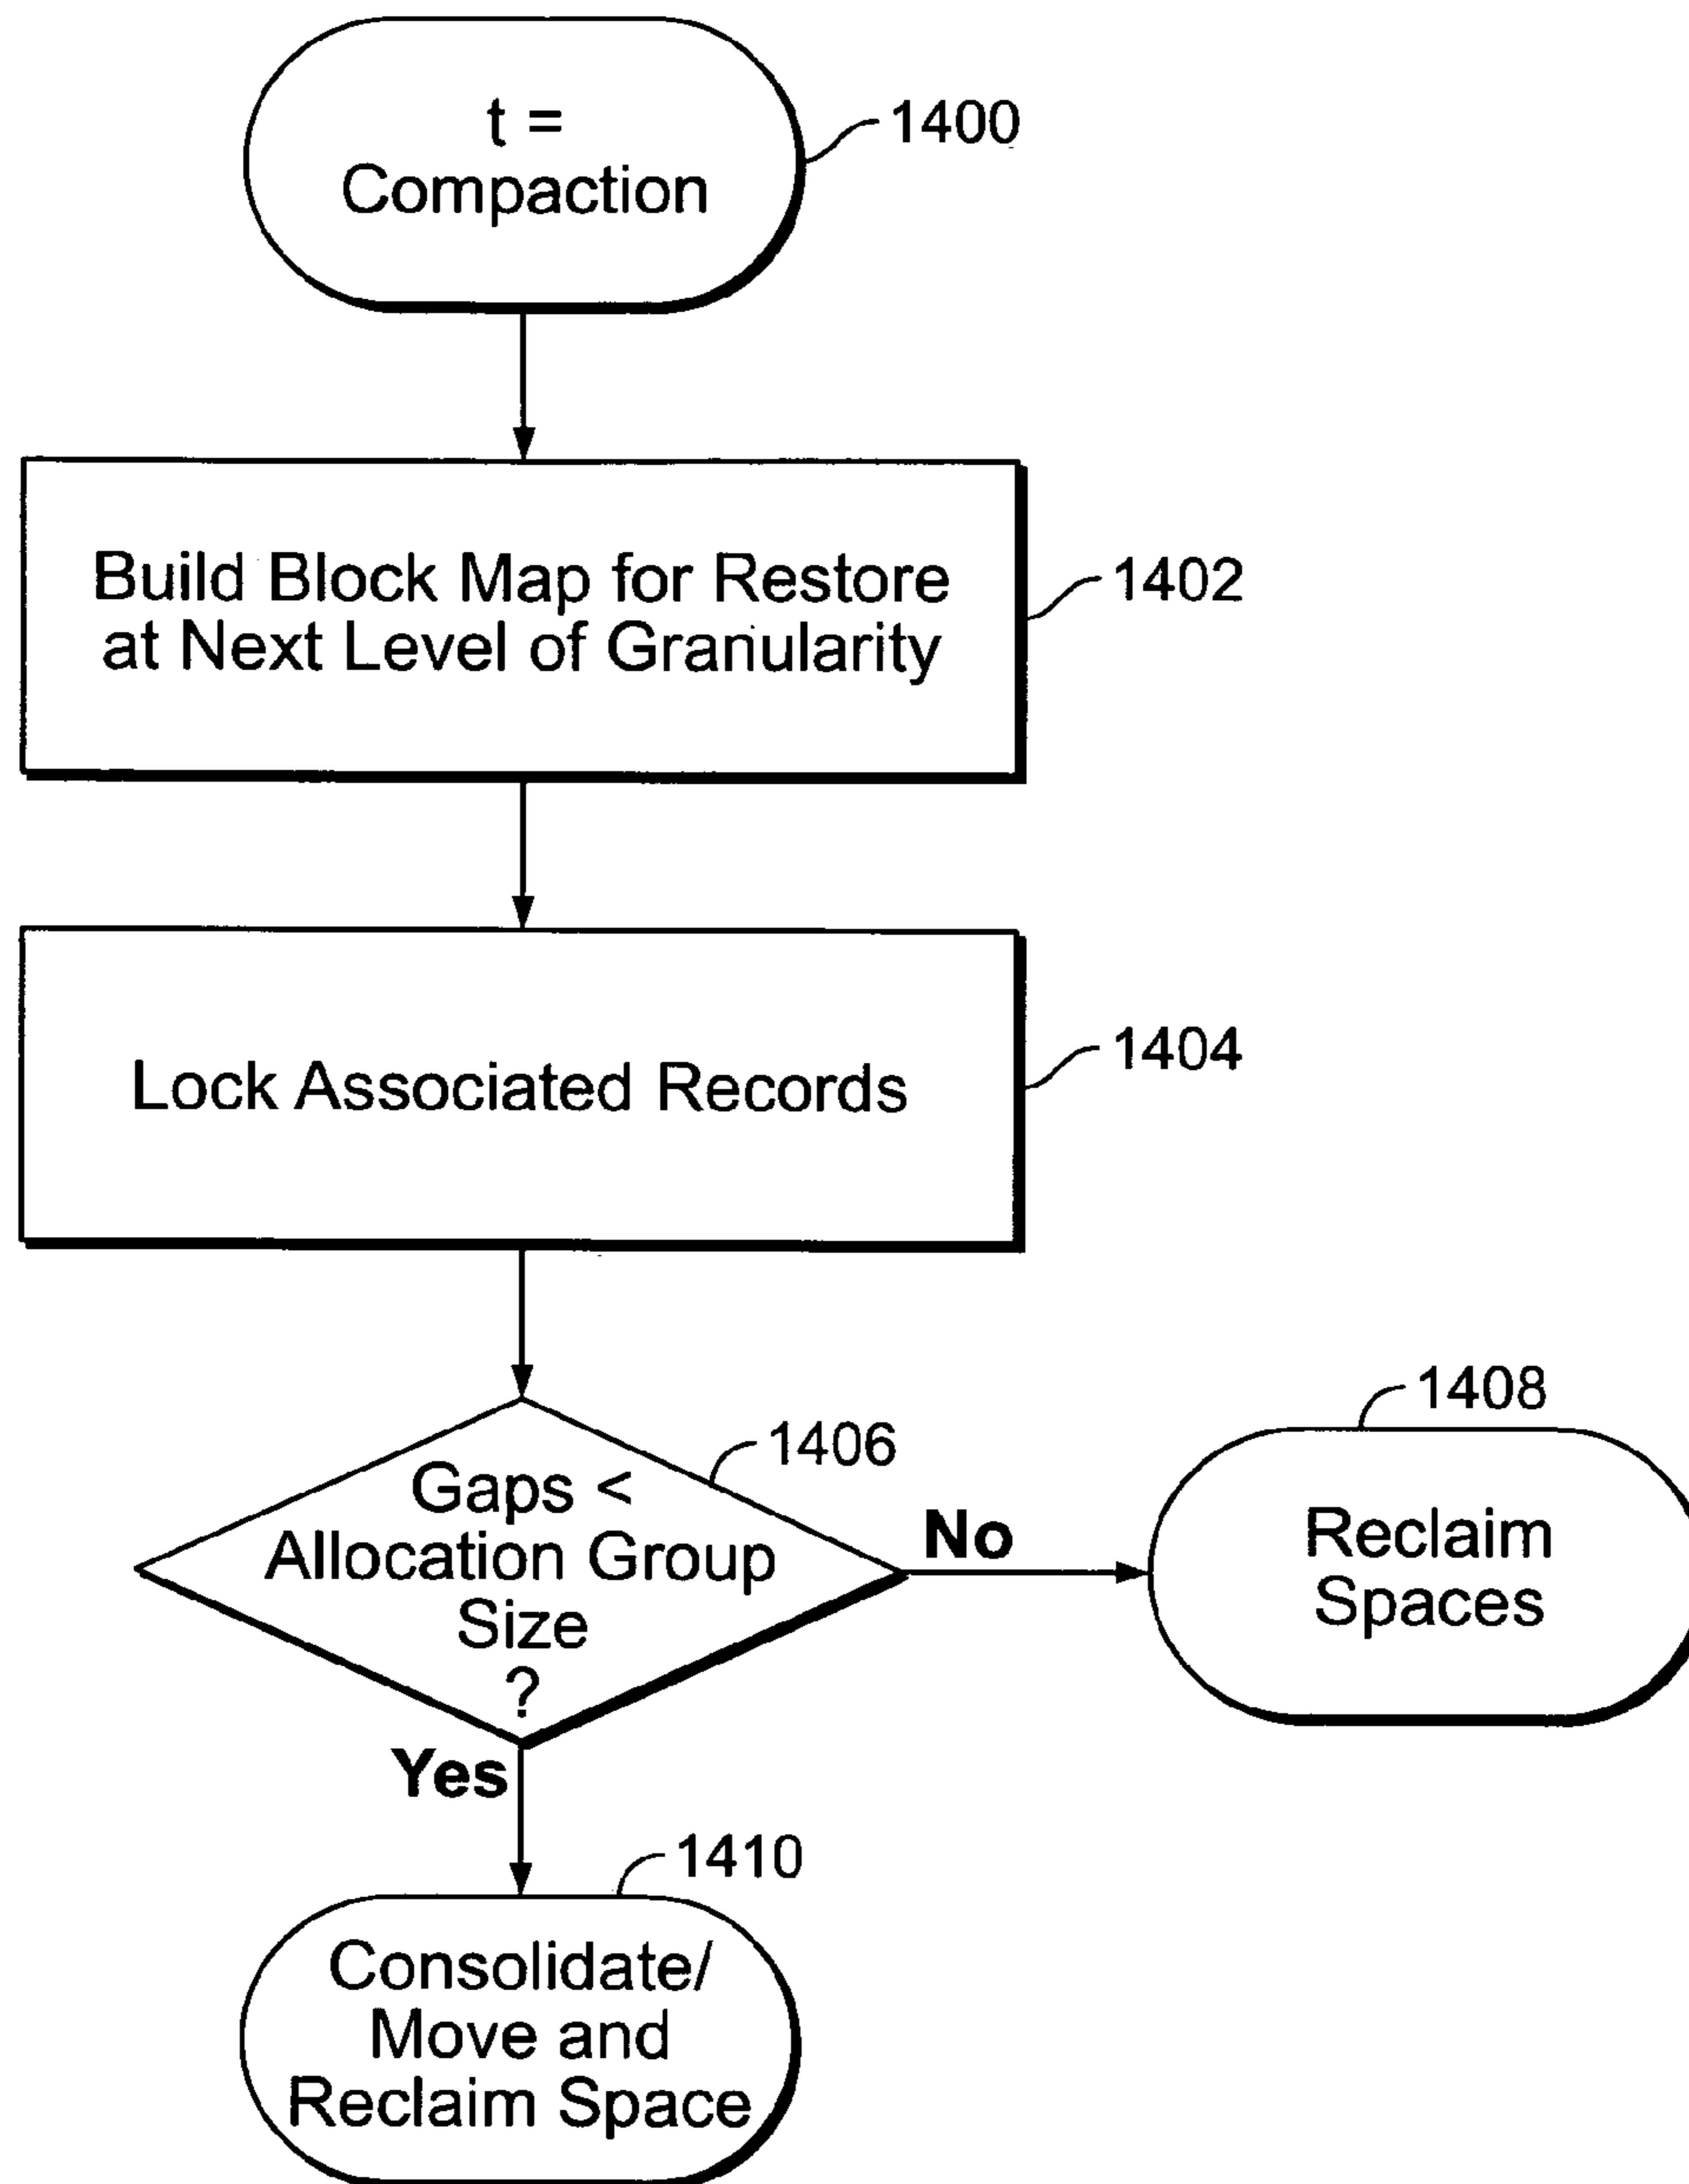 t =
Compaction
1400
Build Block Map for Restore
at Next Level of Granularity
1402
Lock Associated Records
1404
Gaps <
Allocation Group
Size
?
1406
No
Reclaim
Spaces
1408
Yes
Consolidate/
Move and
Reclaim Space
1410